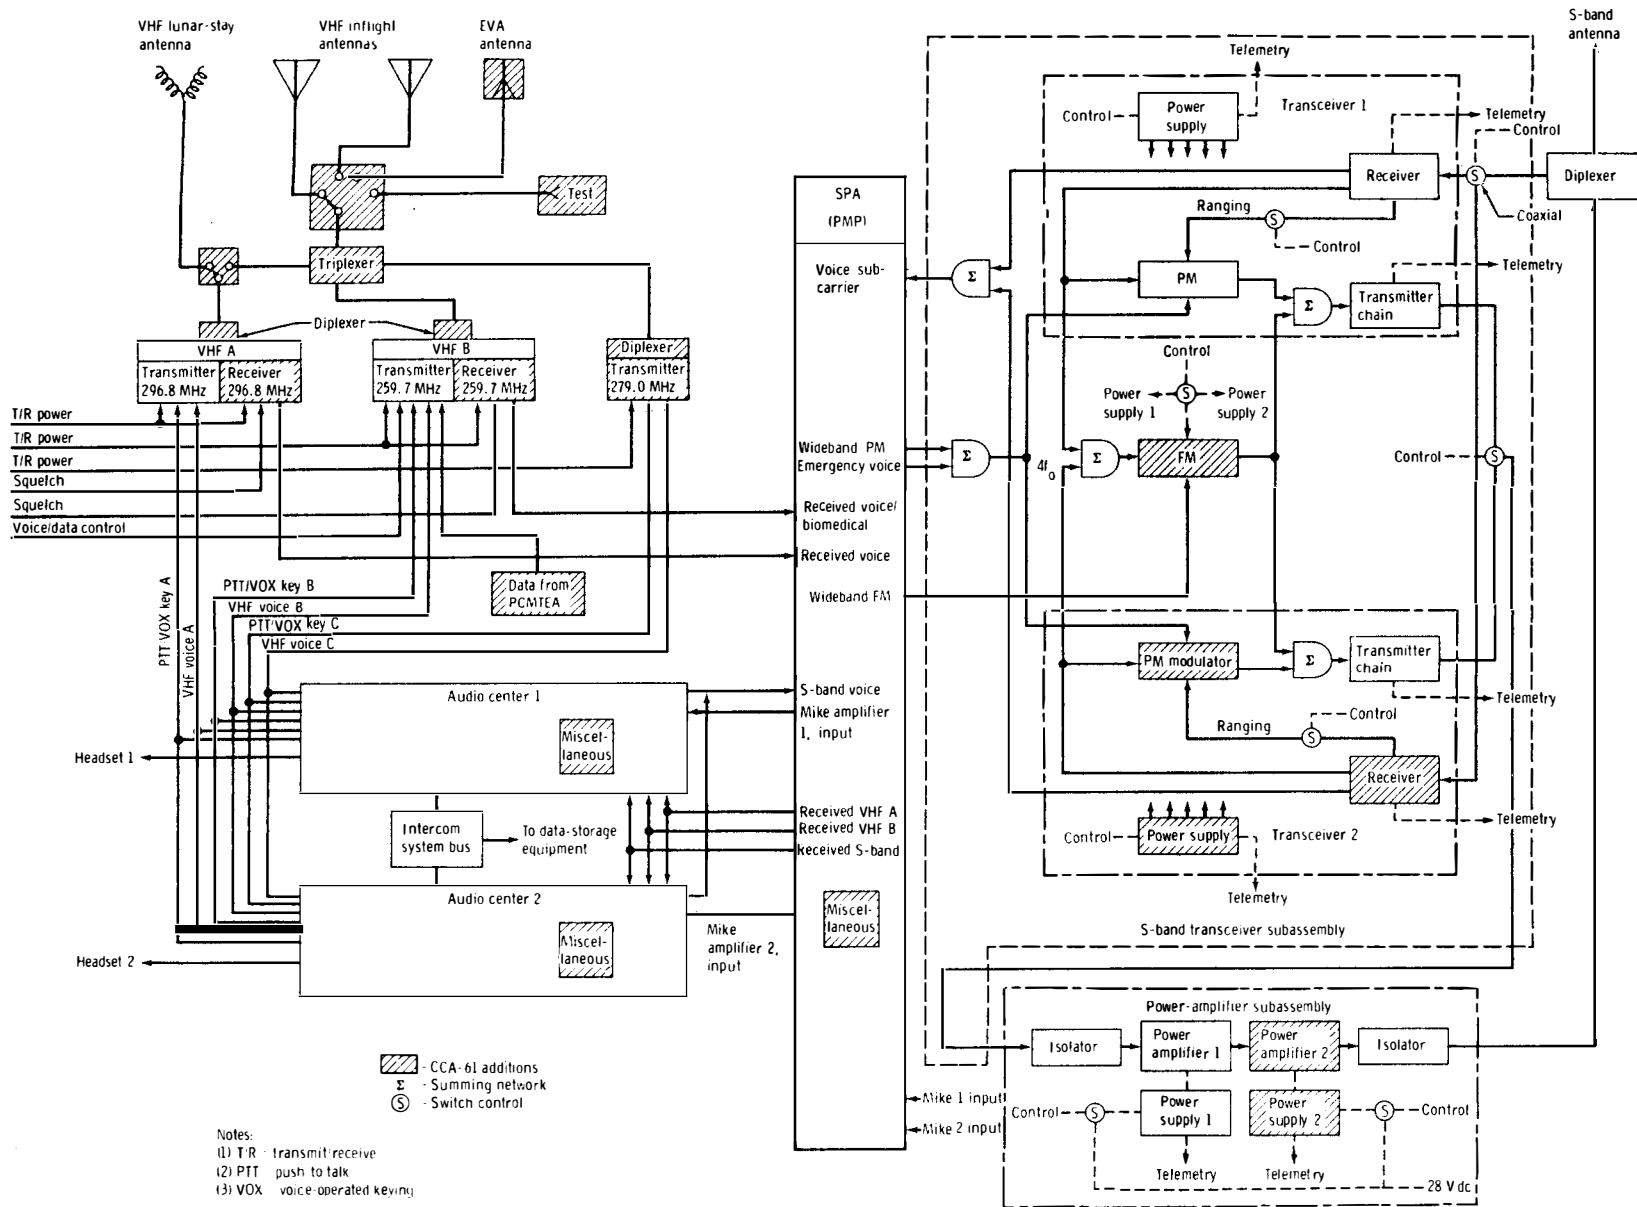 VHF lunar-stay
antenna
VHF inflight
antennas
EVA
antenna
S-band
antenna
Test
Triplexer
Diplexer
VHF A
Transmitter
296.8 MHz
Receiver
296.8 MHz
VHF B
Transmitter
259.7 MHz
Receiver
259.7 MHz
Diplexer
Transmitter
279.0 MHz
T/R power
T/R power
T/R power
Squelch
Squelch
Voice/data control
PTT/VOX key A
VHF voice A
PTT/VOX key B
VHF voice B
PTT/VOX key C
VHF voice C
Data from
PCMTEA
Audio center 1
Miscel-
laneous
Headset 1
Intercom
system bus
To data-storage
equipment
Audio center 2
Miscel-
laneous
Headset 2
Mike
amplifier 2,
input
SPA
(PMP)
Voice sub-
carrier
Wideband PM
Emergency voice
Received voice/
biomedical
Received voice
Wideband FM
S-band voice
Mike amplifier
1, input
Received VHF A
Received VHF B
Received S-band
Miscel-
laneous
Mike 1 input
Mike 2 input
Telemetry
Control
Power
supply
Transceiver 1
Telemetry
Control
Receiver
S
Diplexer
Coaxial
Ranging
S
Control
Σ
PM
Telemetry
Σ
Transmitter
chain
Control
Power
supply 1
S
Power
supply 2
Σ
4f
o
Σ
FM
Control
S
PM modulator
Σ
Transmitter
chain
Telemetry
Ranging
Control
S
Receiver
Telemetry
Control
Power supply
Transceiver 2
Telemetry
S-band transceiver subassembly
Power-amplifier subassembly
Isolator
Power
amplifier 1
Power
amplifier 2
Isolator
Control
S
Power
supply 1
Power
supply 2
S
Control
Telemetry
Telemetry
28 V dc
- CCA-61 additions
Σ - Summing network
S - Switch control
Notes:
(1) T/R - transmit/receive
(2) PTT push to talk
(3) VOX voice-operated keying